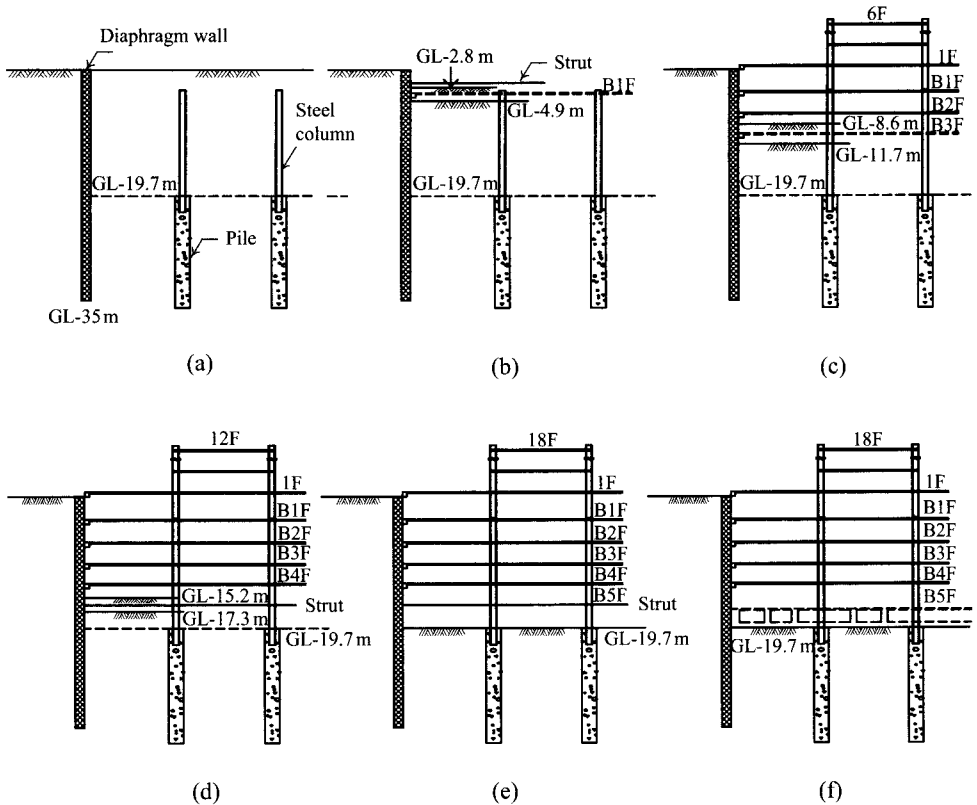 Diaphragm wall
Steel
column
GL-19.7 m
Pile
GL-35 m
(a)
GL-2.8 m
Strut
B1F
GL-4.9 m
GL-19.7 m
(b)
6F
1F
B1F
B2F
GL-8.6 m
B3F
GL-11.7 m
GL-19.7 m
(c)
12F
1F
B1F
B2F
B3F
B4F
GL-15.2 m
Strut
GL-17.3 m
GL-19.7 m
(d)
18F
1F
B1F
B2F
B3F
B4F
B5F
Strut
GL-19.7 m
(e)
18F
1F
B1F
B2F
B3F
B4F
B5F
GL-19.7 m
(f)